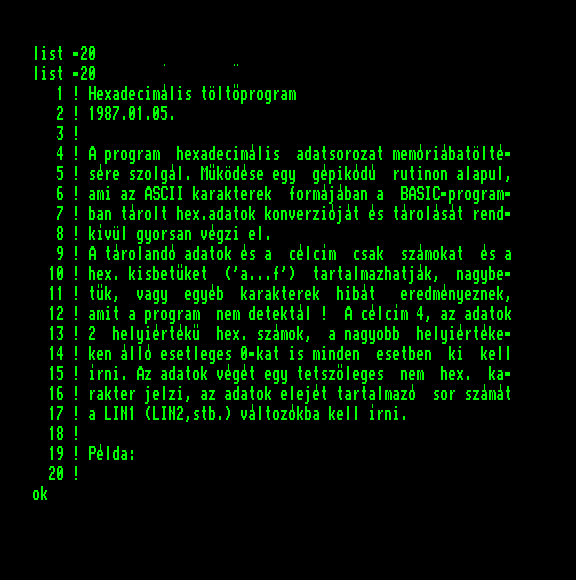 list -20
list -20
1 ! Hexadecimális töltőprogram
2 ! 1987.01.05.
3 !
4 ! A program  hexadecimális  adatsorozat memóriábatölté-
5 ! sére szolgál. Működése egy  gépikódú  rutinon alapul,
6 ! ami az ASCII karakterek  formájában a  BASIC-program-
7 ! ban tárolt hex.adatok konverzióját és tárolását rend-
8 ! kívül gyorsan végzi el.
9 ! A tárolandó adatok és a  célcím  csak  számokat  és a
10 ! hex. kisbetűket  ('a...f')  tartalmazhatják,  nagybe-
11 ! tűk,  vagy  egyéb  karakterek  hibát   eredményeznek,
12 ! amit a program  nem detektál !  A célcím 4, az adatok
13 ! 2  helyiértékű  hex. számok,  a nagyobb  helyiértéke-
14 ! ken álló esetleges 0-kat is minden  esetben  ki  kell
15 ! írni. Az adatok végét egy tetszőleges  nem  hex.  ka-
16 ! rakter jelzi, az adatok elejét tartalmazó  sor számát
17 ! a LIN1 (LIN2,stb.) változókba kell írni.
18 !
19 ! Példa:
20 !
ok